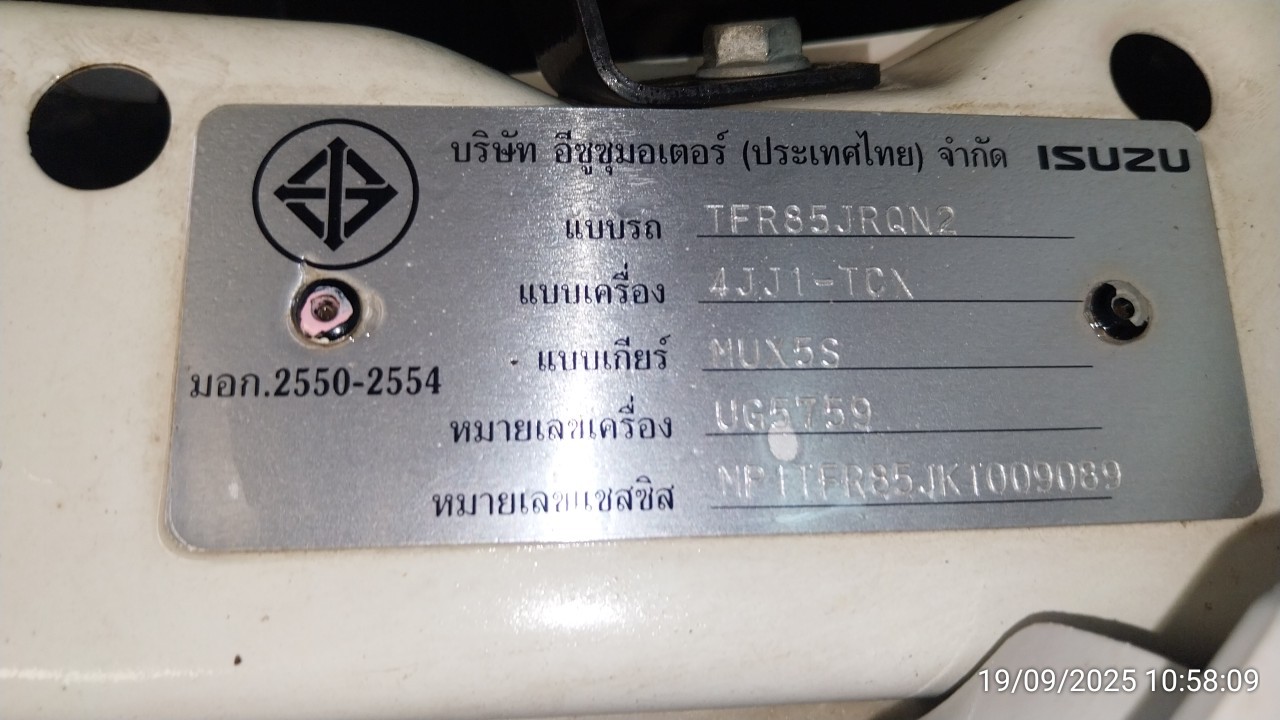 บริษัท อีซูซุมอเตอร์ (ประเทศไทย) จำกัด ISUZU
แบบรถ TFR85JRQN2
แบบเครื่อง 4JJ1-TCX
แบบเกียร์ MUX5S
มอก.2550-2554
หมายเลขเครื่อง UG5759
หมายเลขแชสซิส MP1TFR85JKT009089
19/09/2025 10:58:09